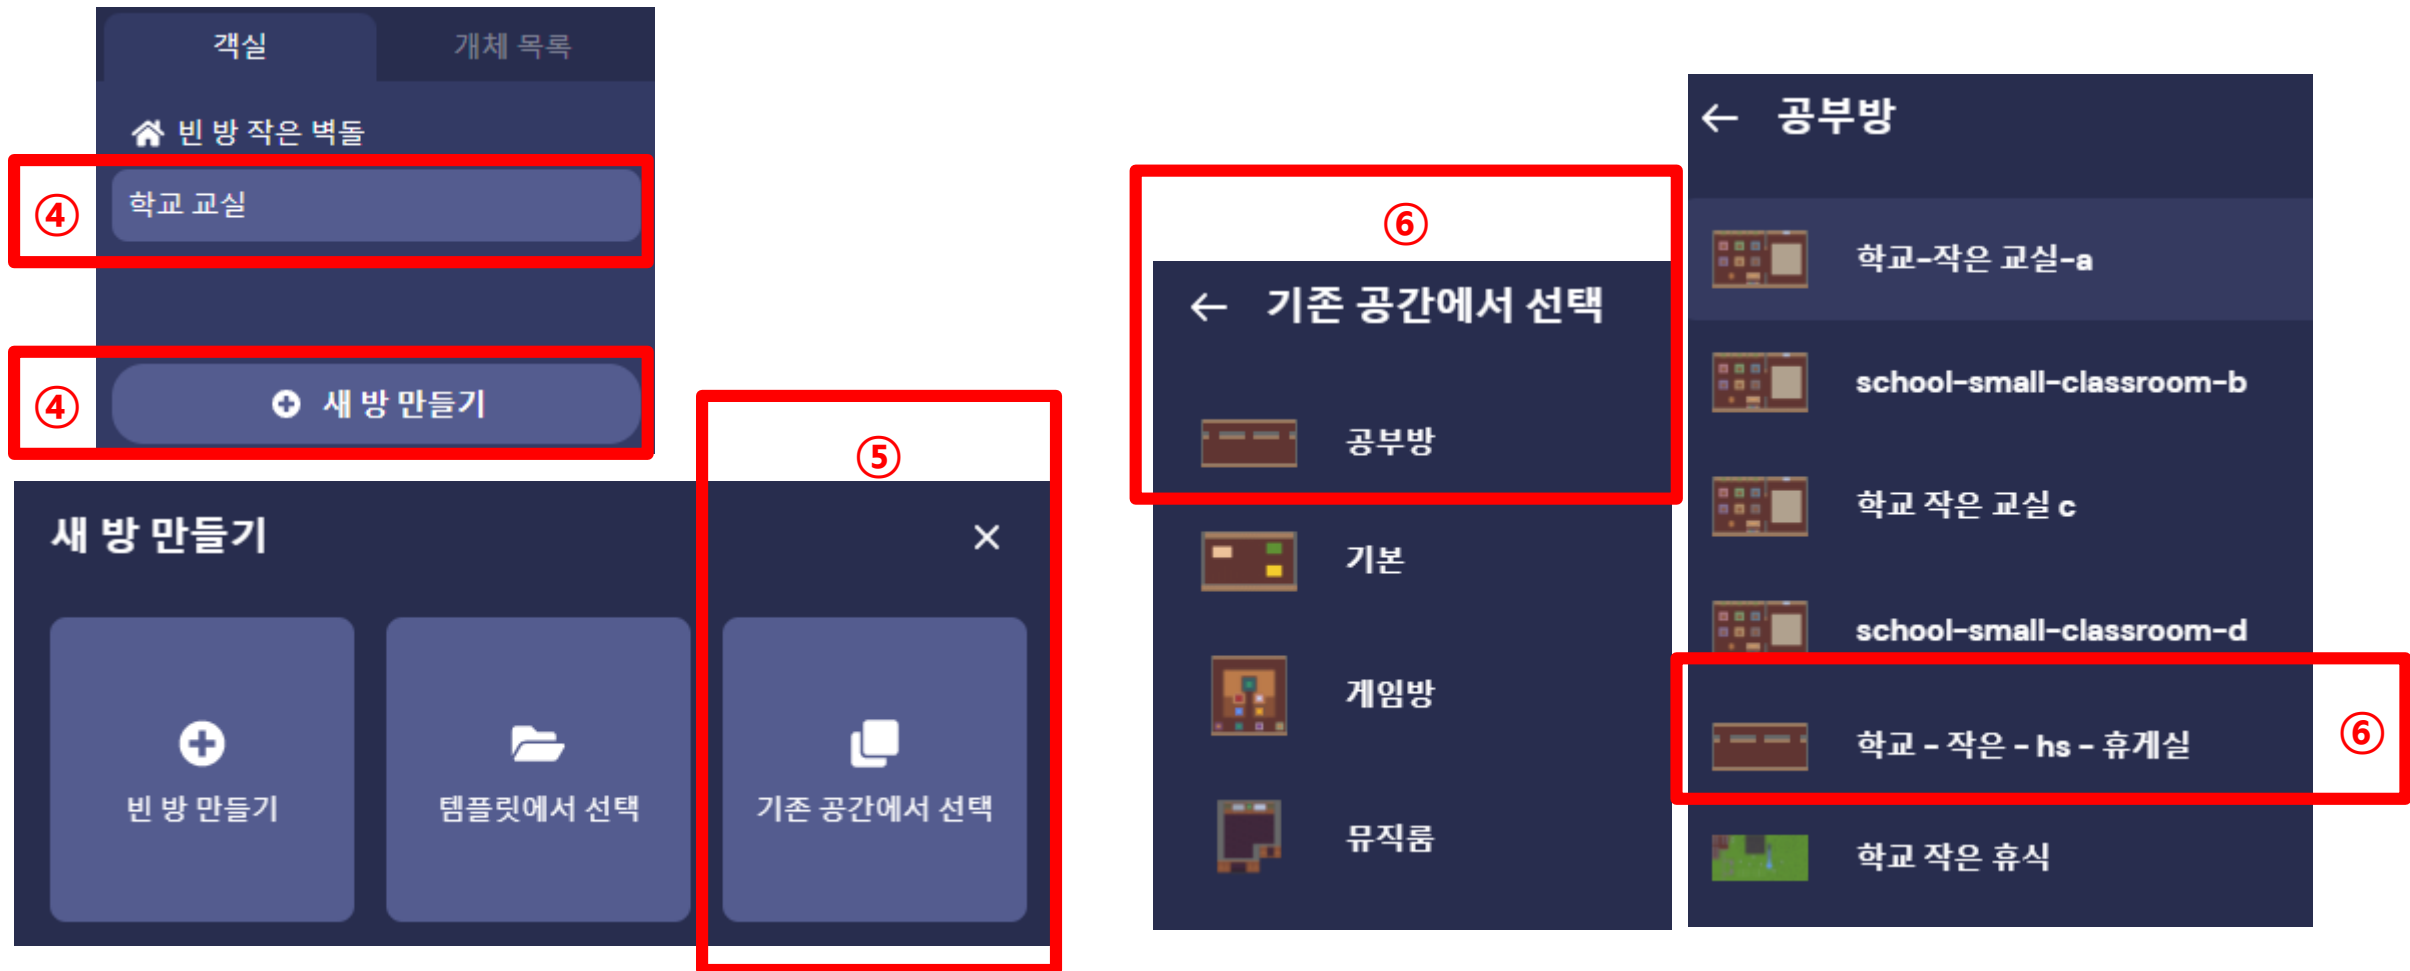 객실
개체 목록
빈 방 작은 벽돌
④
학교 교실
④
새 방 만들기
새 방 만들기
⑤
빈 방 만들기
템플릿에서 선택
기존 공간에서 선택
⑥
기존 공간에서 선택
공부방
기본
게임방
뮤직룸
공부방
학교-작은 교실-a
school-small-classroom-b
학교 작은 교실 c
school-small-classroom-d
학교 - 작은 - hs - 휴게실
⑥
학교 작은 휴식